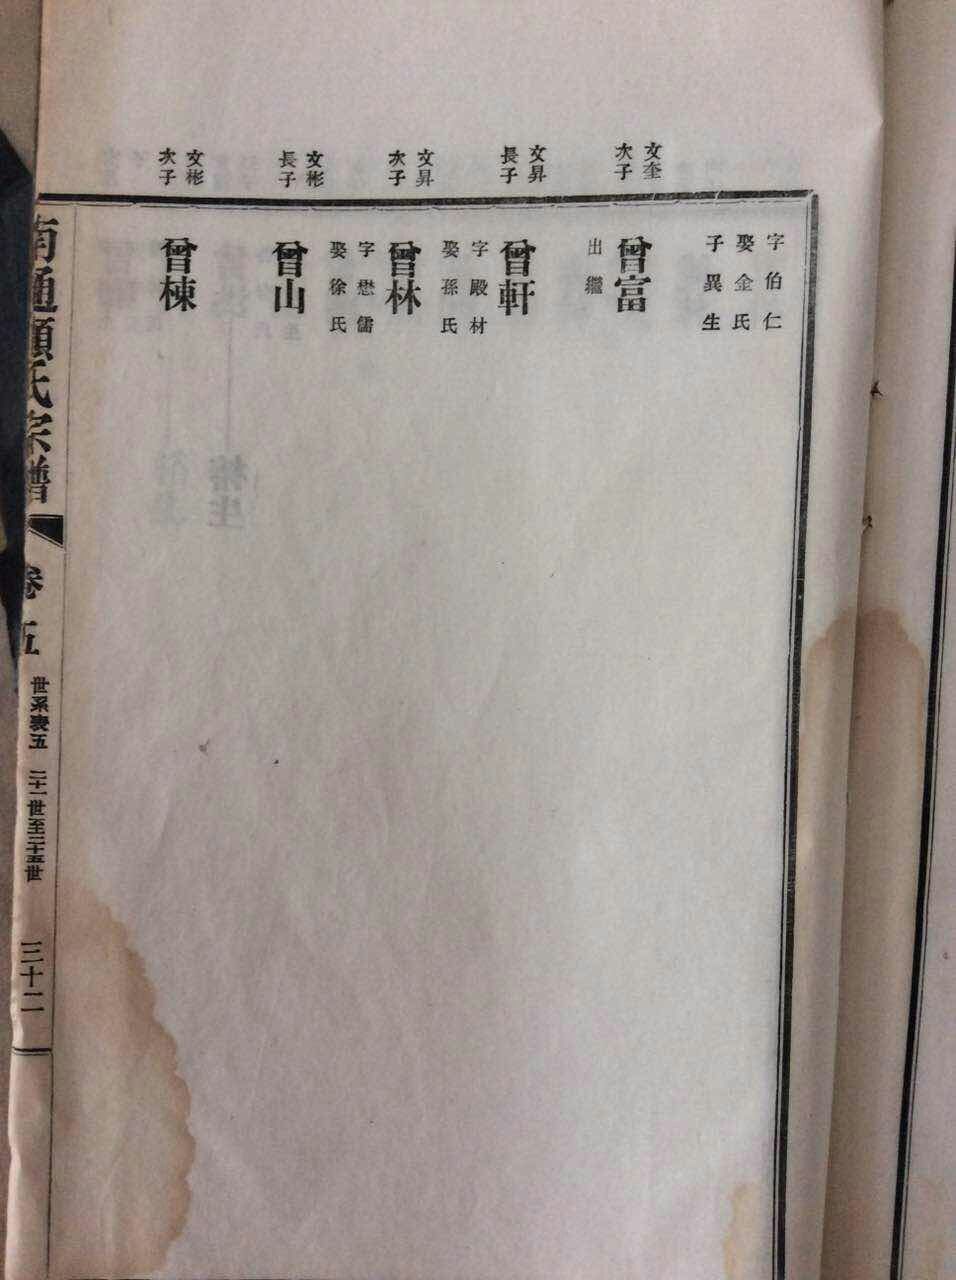 字伯仁
娶金氏
子異生
文奎
次子
曾富
出繼
文昇
長子
曾軒
字殿材
娶孫氏
文昇
次子
曾林
字懋儒
娶徐氏
文彬
長子
曾山
文彬
次子
曾棟
南通顧氏宗譜
卷五
世系表五 二十一世至二十五世
三十二